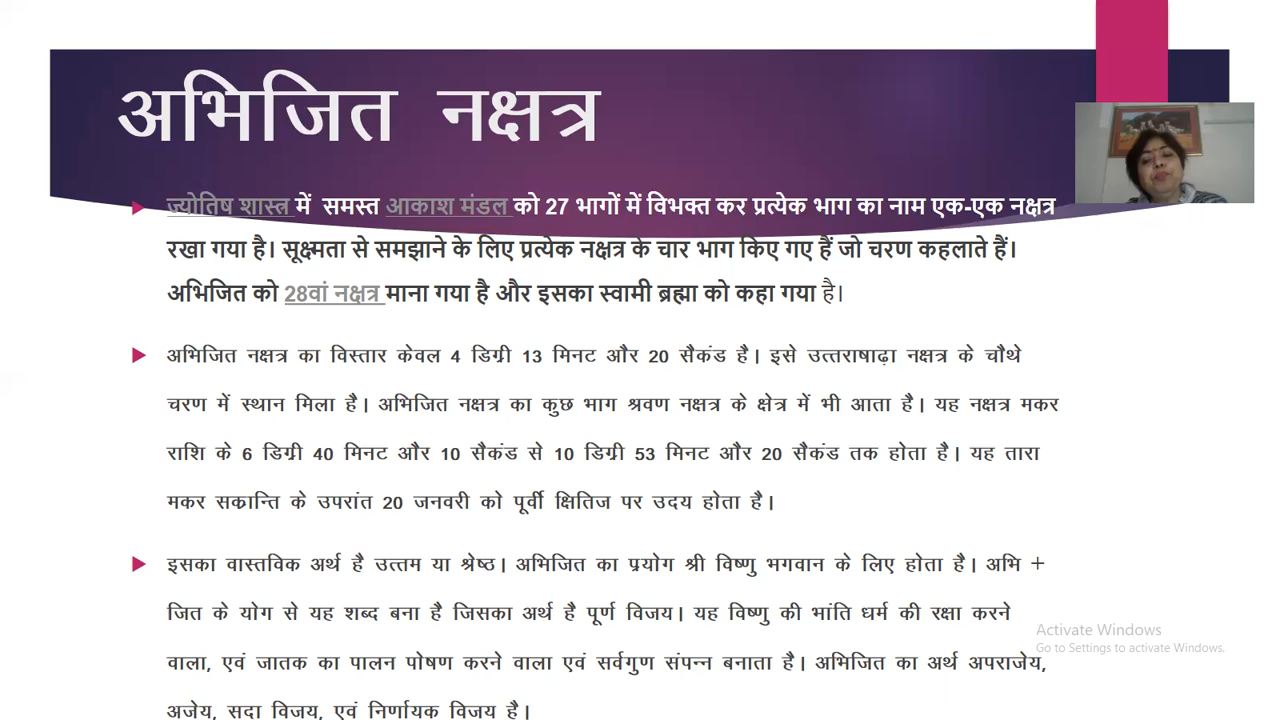 अभिजित नक्षत्र
ज्योतिष शास्त्र में समस्त आकाश मंडल को 27 भागों में विभक्त कर प्रत्येक भाग का नाम एक-एक नक्षत्र
रखा गया है। सूक्ष्मता से समझाने के लिए प्रत्येक नक्षत्र के चार भाग किए गए हैं जो चरण कहलाते हैं।
अभिजित को 28वां नक्षत्र माना गया है और इसका स्वामी ब्रह्मा को कहा गया है।
अभिजित नक्षत्र का विस्तार केवल 4 डिग्री 13 मिनट और 20 सैकंड है। इसे उत्तराषाढ़ा नक्षत्र के चौथे
चरण में स्थान मिला है। अभिजित नक्षत्र का कुछ भाग श्रवण नक्षत्र के क्षेत्र में भी आता है। यह नक्षत्र मकर
राशि के 6 डिग्री 40 मिनट और 10 सैकंड से 10 डिग्री 53 मिनट और 20 सैकंड तक होता है। यह तारा
मकर सक्रान्ति के उपरांत 20 जनवरी को पूर्वी क्षितिज पर उदय होता है।
इसका वास्तविक अर्थ है उत्तम या श्रेष्ठ। अभिजित का प्रयोग श्री विष्णु भगवान के लिए होता है। अभि +
जित के योग से यह शब्द बना है जिसका अर्थ है पूर्ण विजय। यह विष्णु की भांति धर्म की रक्षा करने
वाला, एवं जातक का पालन पोषण करने वाला एवं सर्वगुण संपन्न बनाता है। अभिजित का अर्थ अपराजेय,
अजेय, सदा विजय, एवं निर्णायक विजय है।
Activate Windows
Go to Settings to activate Windows.